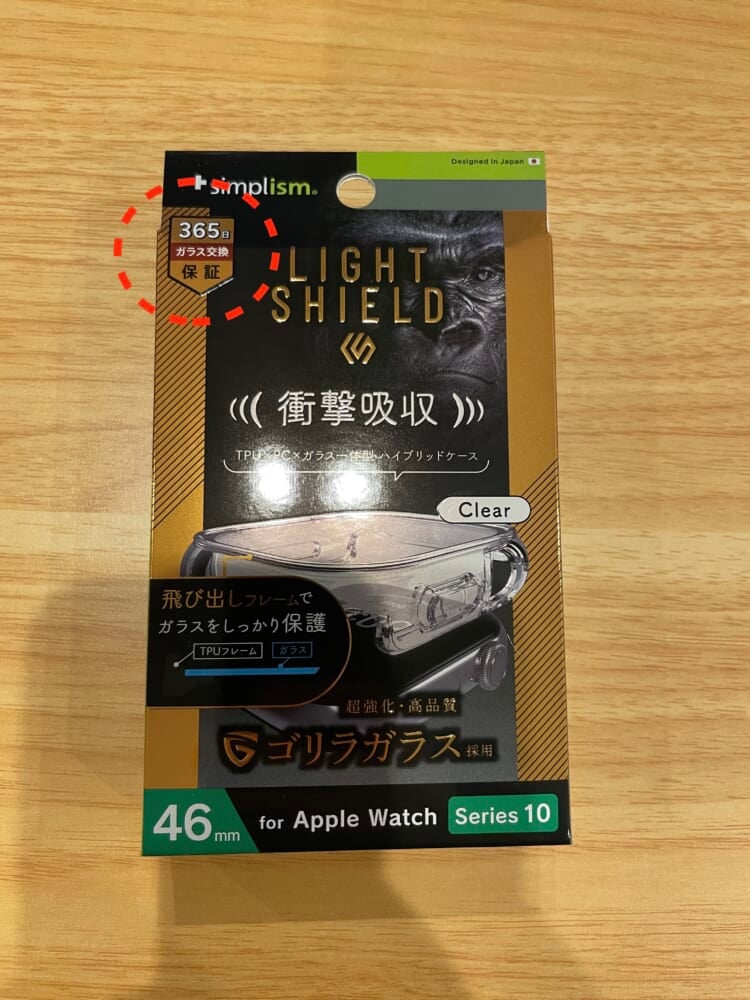 Designed in Japan
simplism.
365日
ガラス交換
保証
LIGHT
SHIELD
衝撃吸収
TPU×PC×ガラス一体型ハイブリッドケース
Clear
飛び出しフレームで
ガラスをしっかり保護
TPUフレーム ガラス
超強化・高品質
ゴリラガラス採用
46mm for Apple Watch Series 10